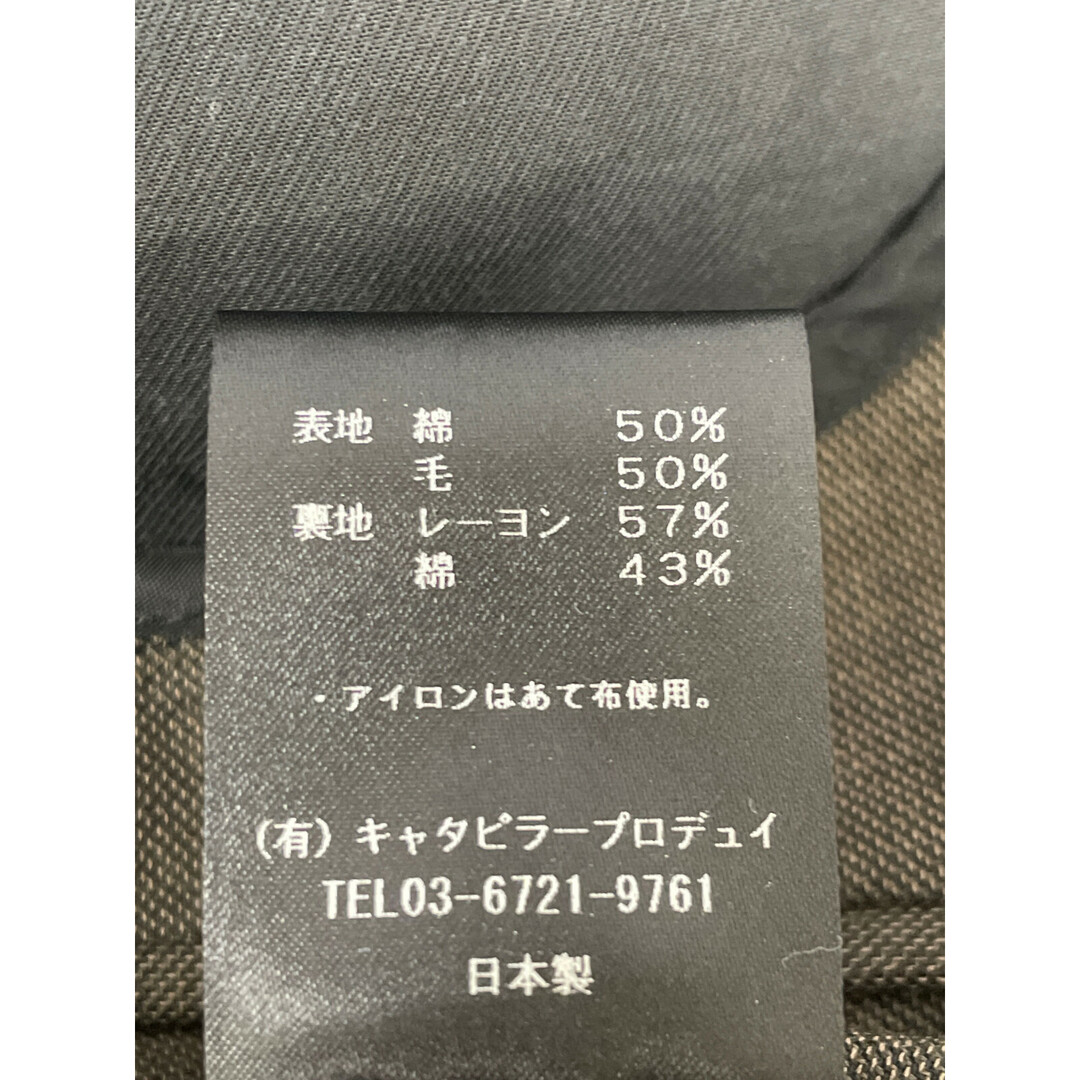 表地 綿 50%
毛 50%
裏地 レーヨン 57%
綿 43%
・アイロンはあて布使用。
(有)キャタピラープロデュイ
TEL03-6721-9761
日本製